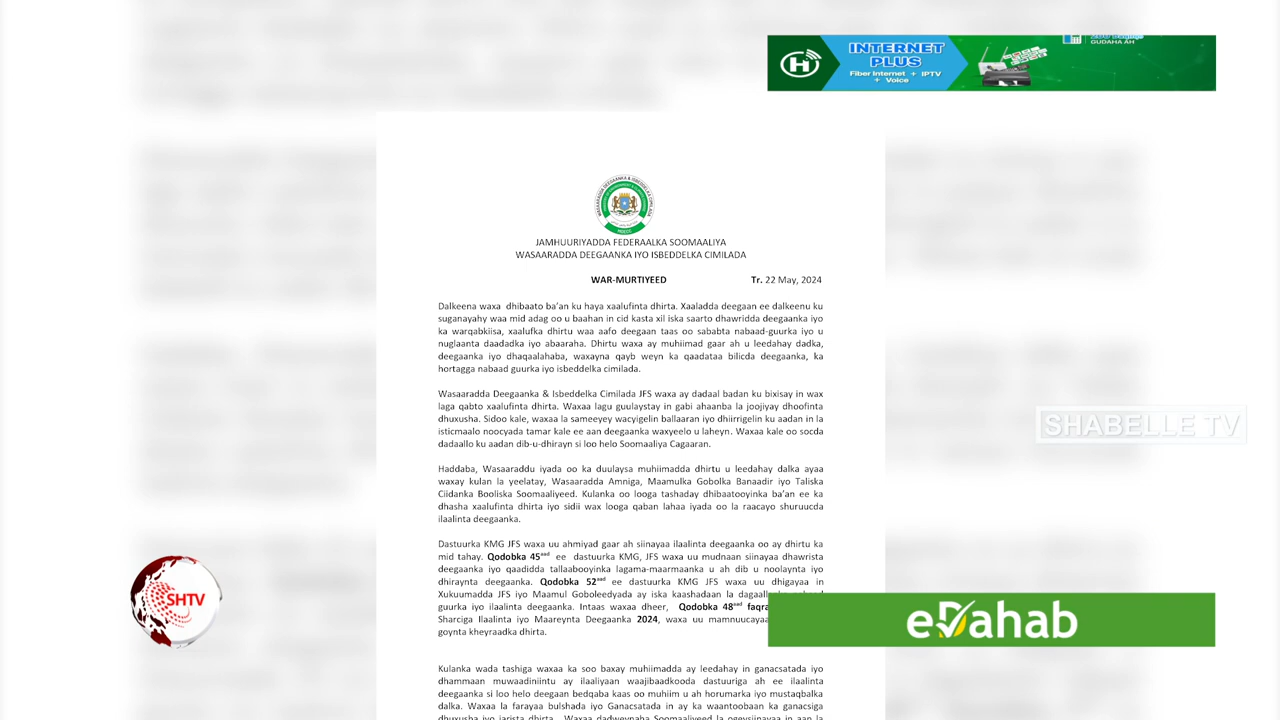 INTERNET
PLUS
Fiber Internet + IPTV
+ Voice
GUDAHA AH
JAMHUURIYADDA FEDERAALKA SOOMAALIYA
WASAARADDA DEEGAANKA IYO ISBEDDELKA CIMILADA
WAR-MURTIYEED Tr. 22 May, 2024
Dalkeena waxa dhibaato ba'an ku haya xaalufinta dhirta. Xaaladda deegaan ee dalkeenu ku
suganayahy waa mid adag oo u baahan in cid kasta xil iska saarto dhawridda deegaanka iyo
ka warqabkiisa, xaalufka dhirtu waa aafo deegaan taas oo sababta nabaad-guurka iyo u
nuglaanta daadadka iyo abaaraha. Dhirtu waxa ay muhiimad gaar ah u leedahay dadka,
deegaanka iyo dhaqaalahaba, waxayna qayb weyn ka qaadataa bilicda deegaanka, ka
hortagga nabaad guurka iyo isbeddelka cimilada.
Wasaaradda Deegaanka & Isbeddelka Cimilada JFS waxa ay dadaal badan ku bixisay in wax
laga qabto xaalufinta dhirta. Waxaa lagu guulaystay in gabi ahaanba la joojiyay dhoofinta
dhuxusha. Sidoo kale, waxaa la sameeyey wacyigelin ballaaran iyo dhiirrigelin ku aadan in la
isticmaalo noocyada tamar kale ee aan deegaanka waxyeelo u laheyn. Waxaa kale oo socda
dadaallo ku aadan dib-u-dhirayn si loo helo Soomaaliya Cagaaran.
Haddaba, Wasaaraddu iyada oo ka duulaysa muhiimadda dhirtu u leedahay dalka ayaa
waxay kulan la yeelatay, Wasaaradda Amniga, Maamulka Gobolka Banaadir iyo Taliska
Ciidanka Booliska Soomaaliyeed. Kulanka oo looga tashaday dhibaatooyinka ba'an ee ka
dhasha xaalufinta dhirta iyo sidii wax looga qaban lahaa iyada oo la raacayo shuruucda
ilaalinta deegaanka.
Dastuurka KMG JFS waxa uu ahmiyad gaar ah siinayaa ilaalinta deegaanka oo ay dhirtu ka
mid tahay. Qodobka 45aad ee dastuurka KMG, JFS waxa uu mudnaan siinayaa dhawrista
deegaanka iyo qaadidda tallaabooyinka lagama-maarmaanka u ah dib u noolaynta iyo
dhiraynta deegaanka. Qodobka 52aad ee dastuurka KMG JFS waxa uu dhigayaa in
Xukuumadda JFS iyo Maamul Goboleedyada ay iska kaashadaan la
guurka iyo ilaalinta deegaanka. Intaas waxaa dheer, Qodobka 48aad
Sharciga Ilaalinta iyo Maareynta Deegaanka 2024, waxa uu
goynta kheyraadka dhirta.
Kulanka wada tashiga waxaa ka soo baxay muhiimadda ay leedahay in ganacsatada iyo
dhammaan muwaadiniintu ay ilaaliyaan waajibaadkooda dastuuriga ah ee ilaalinta
deegaanka si loo helo deegaan bedqaba kaas oo muhiim u ah horumarka iyo mustaqbalka
dalka. Waxaa la farayaa bulshada iyo Ganacsatada in ay ka waantoobaan ka ganacsiga
dhuxusha iyo jarista dhirta. Waxaa dadweynaha Soomaaliyeed la ogeysiinayaa in aan la
SHABELLE TV
SHTV
eDahab